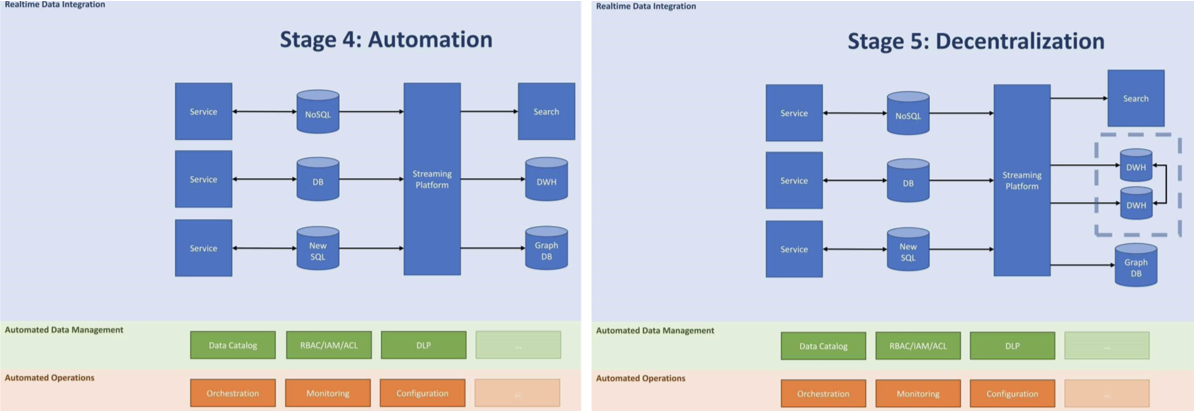 Realtime Data Integration
Stage 4: Automation
Service
NoSQL
Search
Service
DB
Streaming
Platform
DWH
Service
New
SQL
Graph
DB
Automated Data Management
Data Catalog
RBAC/IAM/ACL
DLP
...
Automated Operations
Orchestration
Monitoring
Configuration
...
Realtime Data Integration
Stage 5: Decentralization
Service
NoSQL
Search
Service
DB
Streaming
Platform
DWH
DWH
Service
New
SQL
Graph
DB
Automated Data Management
Data Catalog
RBAC/IAM/ACL
DLP
...
Automated Operations
Orchestration
Monitoring
Configuration
...